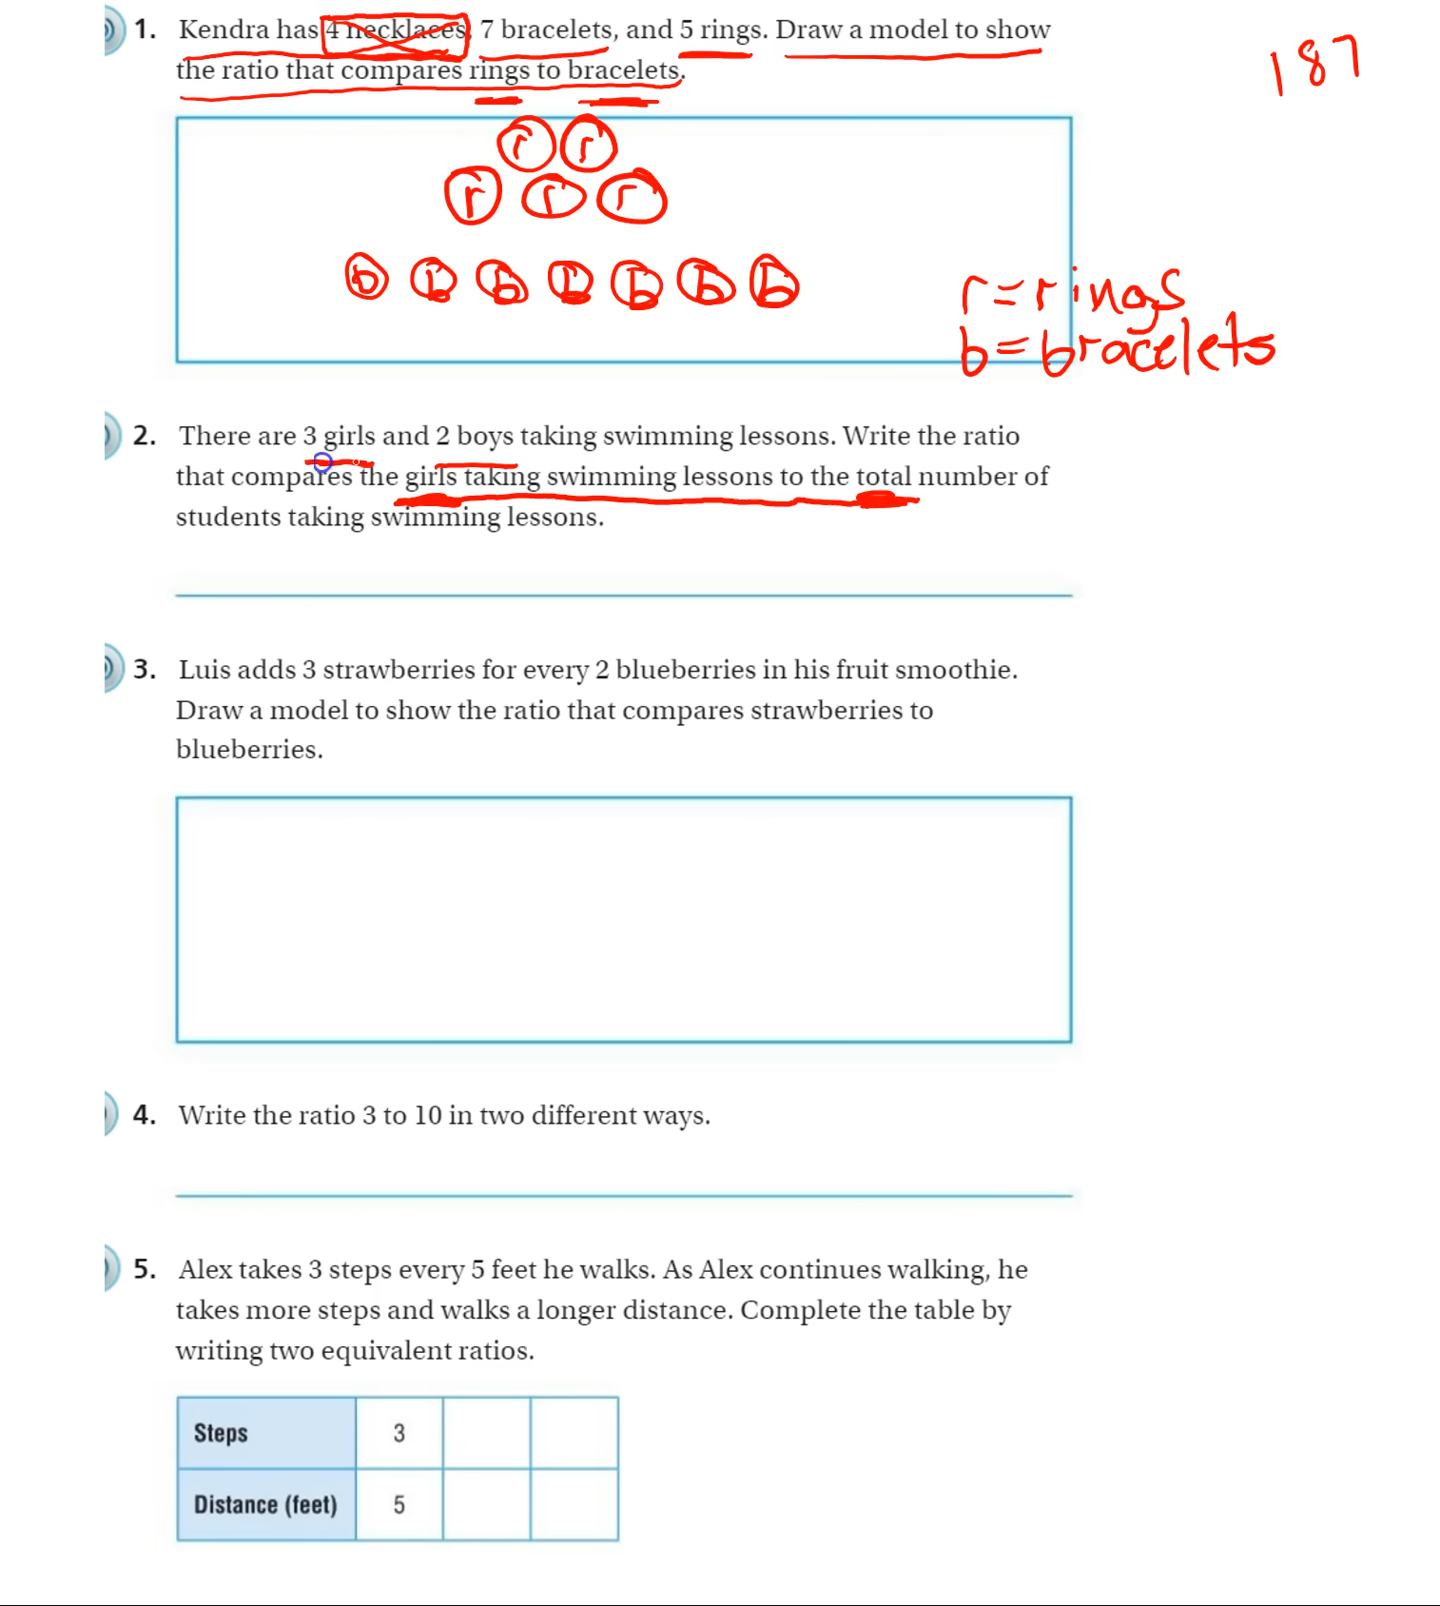 1. Kendra has 4 necklaces, 7 bracelets, and 5 rings. Draw a model to show
the ratio that compares rings to bracelets.
187
r r
r r r
b b b b b b b
r=rings
b=bracelets
2. There are 3 girls and 2 boys taking swimming lessons. Write the ratio
that compares the girls taking swimming lessons to the total number of
students taking swimming lessons.
3. Luis adds 3 strawberries for every 2 blueberries in his fruit smoothie.
Draw a model to show the ratio that compares strawberries to
blueberries.
4. Write the ratio 3 to 10 in two different ways.
5. Alex takes 3 steps every 5 feet he walks. As Alex continues walking, he
takes more steps and walks a longer distance. Complete the table by
writing two equivalent ratios.
Steps 3
Distance (feet) 5